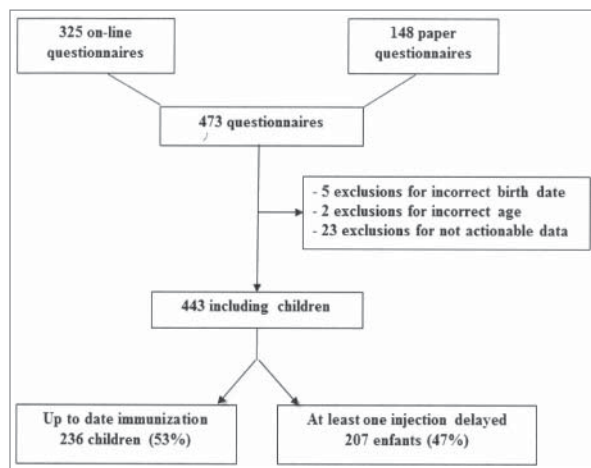 325 on-line
questionnaires
148 paper
questionnaires
473 questionnaires
- 5 exclusions for incorrect birth date
- 2 exclusions for incorrect age
- 23 exclusions for not actionable data
443 including children
Up to date immunization
236 children (53%)
At least one injection delayed
207 enfants (47%)